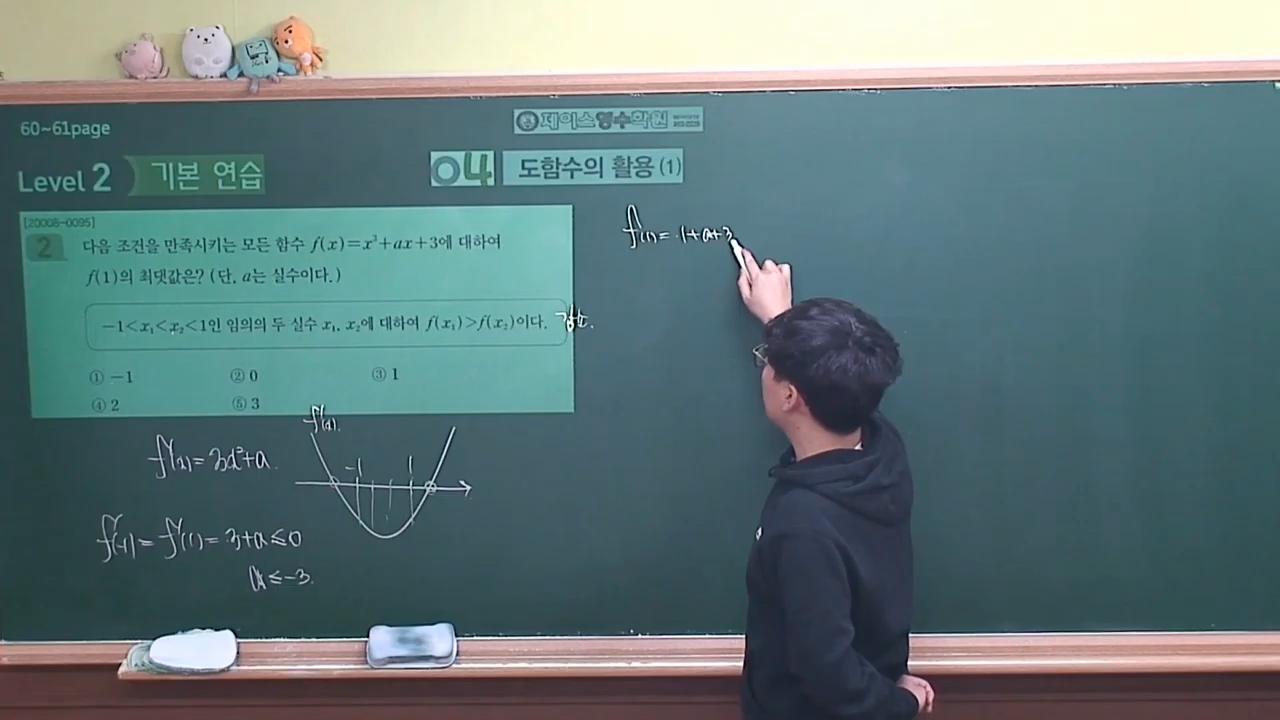 60~61page
제이스영수학원
Level 2 기본 연습
04 도함수의 활용(1)
[20008-0095]
2 다음 조건을 만족시키는 모든 함수 f(x)=x³+ax+3에 대하여
f(1)의 최댓값은? (단, a는 실수이다.)
-1<x₁<x₂<1인 임의의 두 실수 x₁, x₂에 대하여 f(x₁)>f(x₂)이다. 감소.
① -1 ② 0 ③ 1
④ 2 ⑤ 3
f(1)=1+a+3
f'(x).
f'(x)=3x²+a.
-1 1
f'(-1)=f'(1)=3+a≤0
a≤-3.